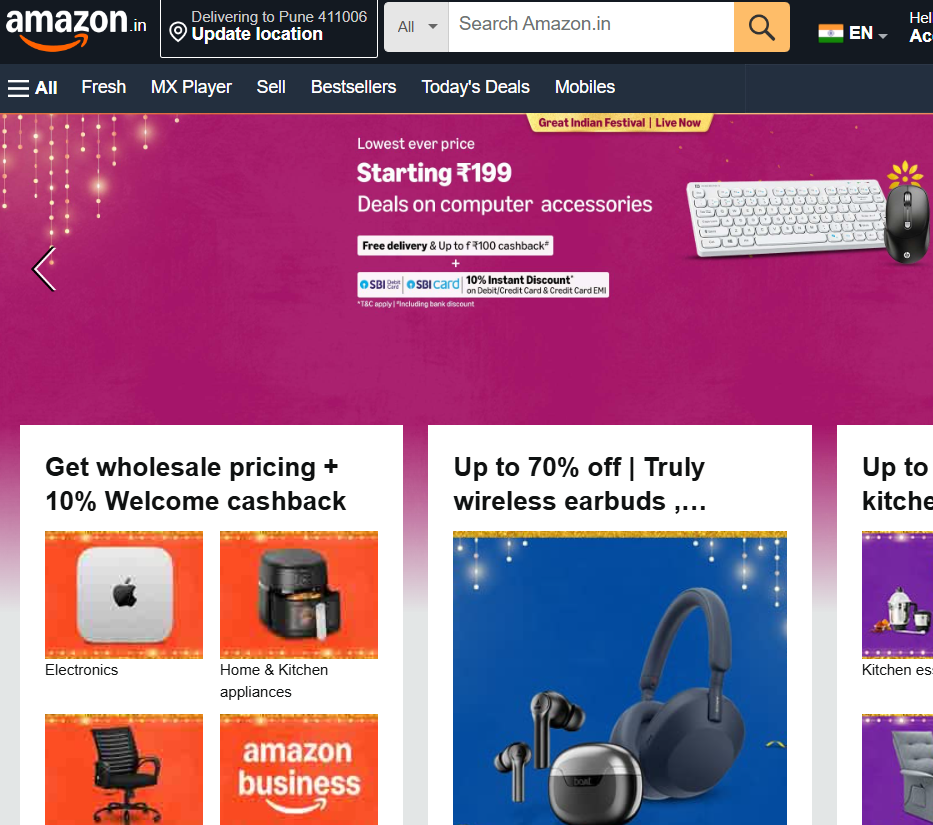 amazon.in
Delivering to Pune 411006
Update location
All
Search Amazon.in
EN
Hel
Ac
All
Fresh
MX Player
Sell
Bestsellers
Today's Deals
Mobiles
Great Indian Festival | Live Now
Lowest ever price
Starting ₹199
Deals on computer accessories
Free delivery & Up to f ₹100 cashback#
+
SBI Debit Card | SBI card | 10% Instant Discount*
on Debit/Credit Card & Credit Card EMI
*T&C apply | #Including bank discount
hp
Get wholesale pricing +
10% Welcome cashback
Up to 70% off | Truly
wireless earbuds ,…
Up to
kitche
Electronics
Home & Kitchen
appliances
Kitchen es
amazon
business
boat